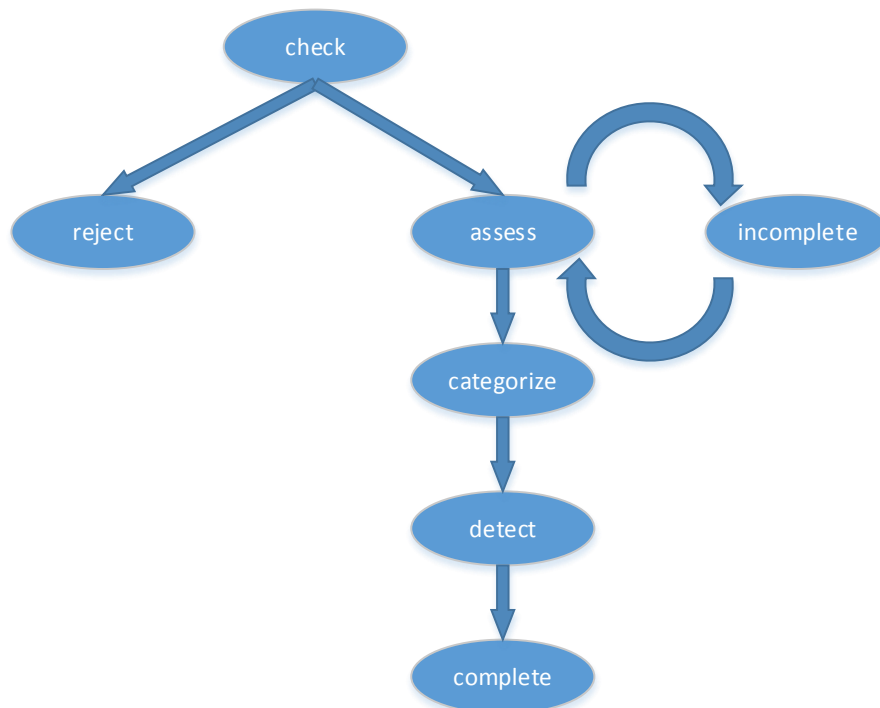 check
reject
assess
incomplete
categorize
detect
complete